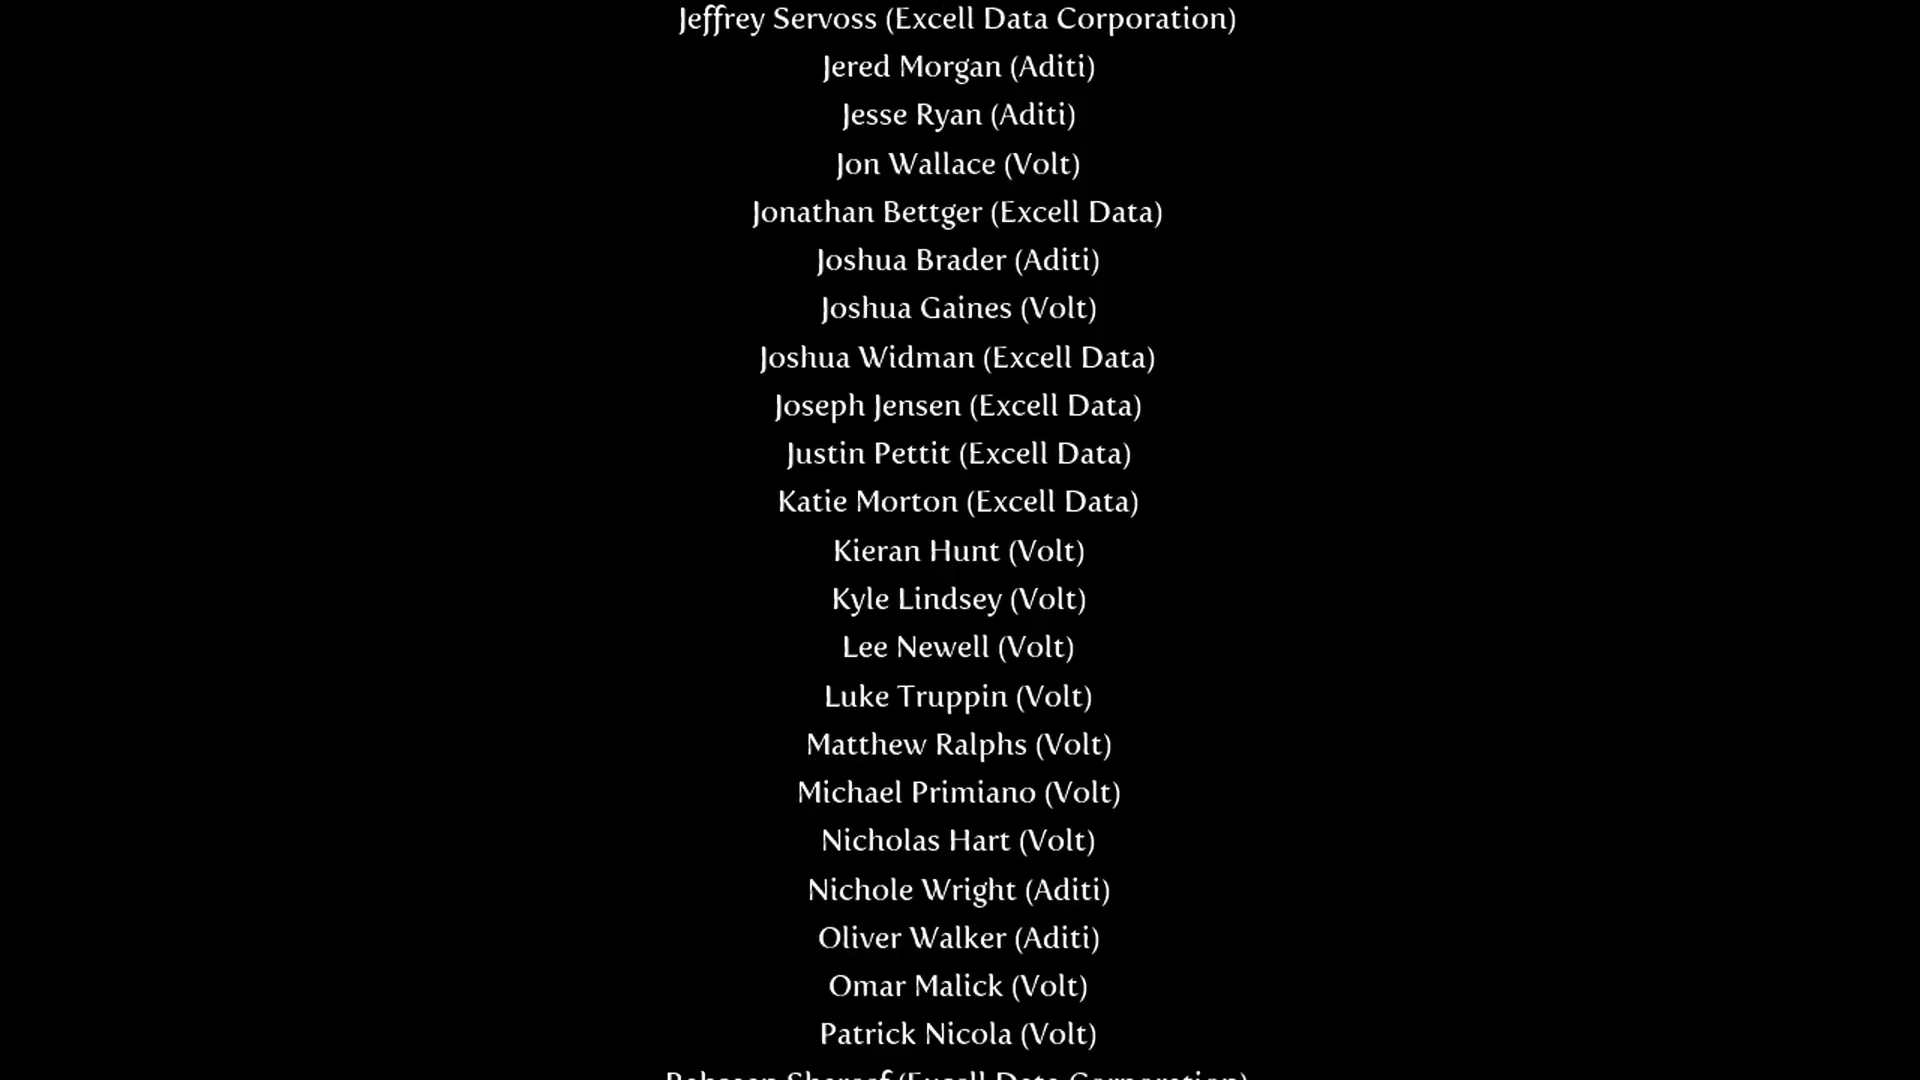 Jeffrey Servoss (Excell Data Corporation)
Jered Morgan (Aditi)
Jesse Ryan (Aditi)
Jon Wallace (Volt)
Jonathan Bettger (Excell Data)
Joshua Brader (Aditi)
Joshua Gaines (Volt)
Joshua Widman (Excell Data)
Joseph Jensen (Excell Data)
Justin Pettit (Excell Data)
Katie Morton (Excell Data)
Kieran Hunt (Volt)
Kyle Lindsey (Volt)
Lee Newell (Volt)
Luke Truppin (Volt)
Matthew Ralphs (Volt)
Michael Primiano (Volt)
Nicholas Hart (Volt)
Nichole Wright (Aditi)
Oliver Walker (Aditi)
Omar Malick (Volt)
Patrick Nicola (Volt)
(Excell Data Corporation)